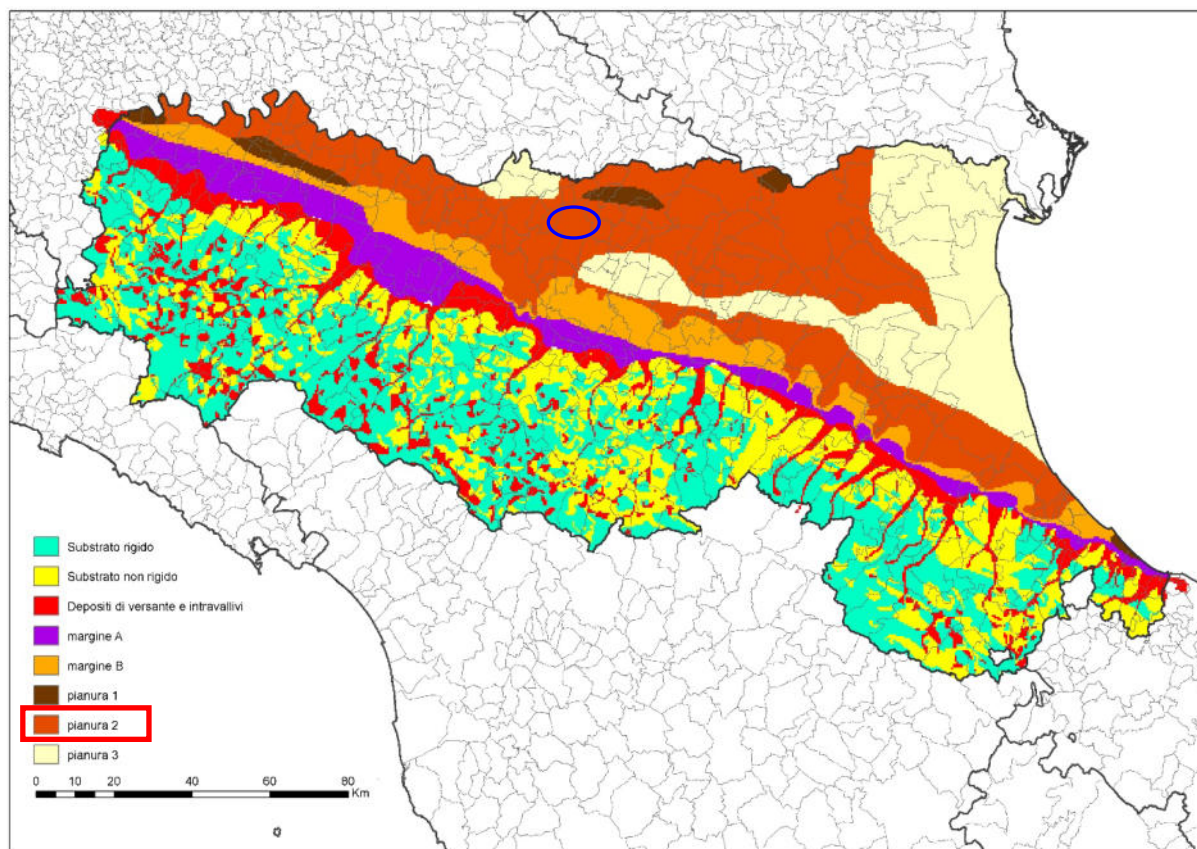 Substrato rigido
Substrato non rigido
Depositi di versante e intravallivi
margine A
margine B
pianura 1
pianura 2
pianura 3
0 10 20 40 60 80
Km